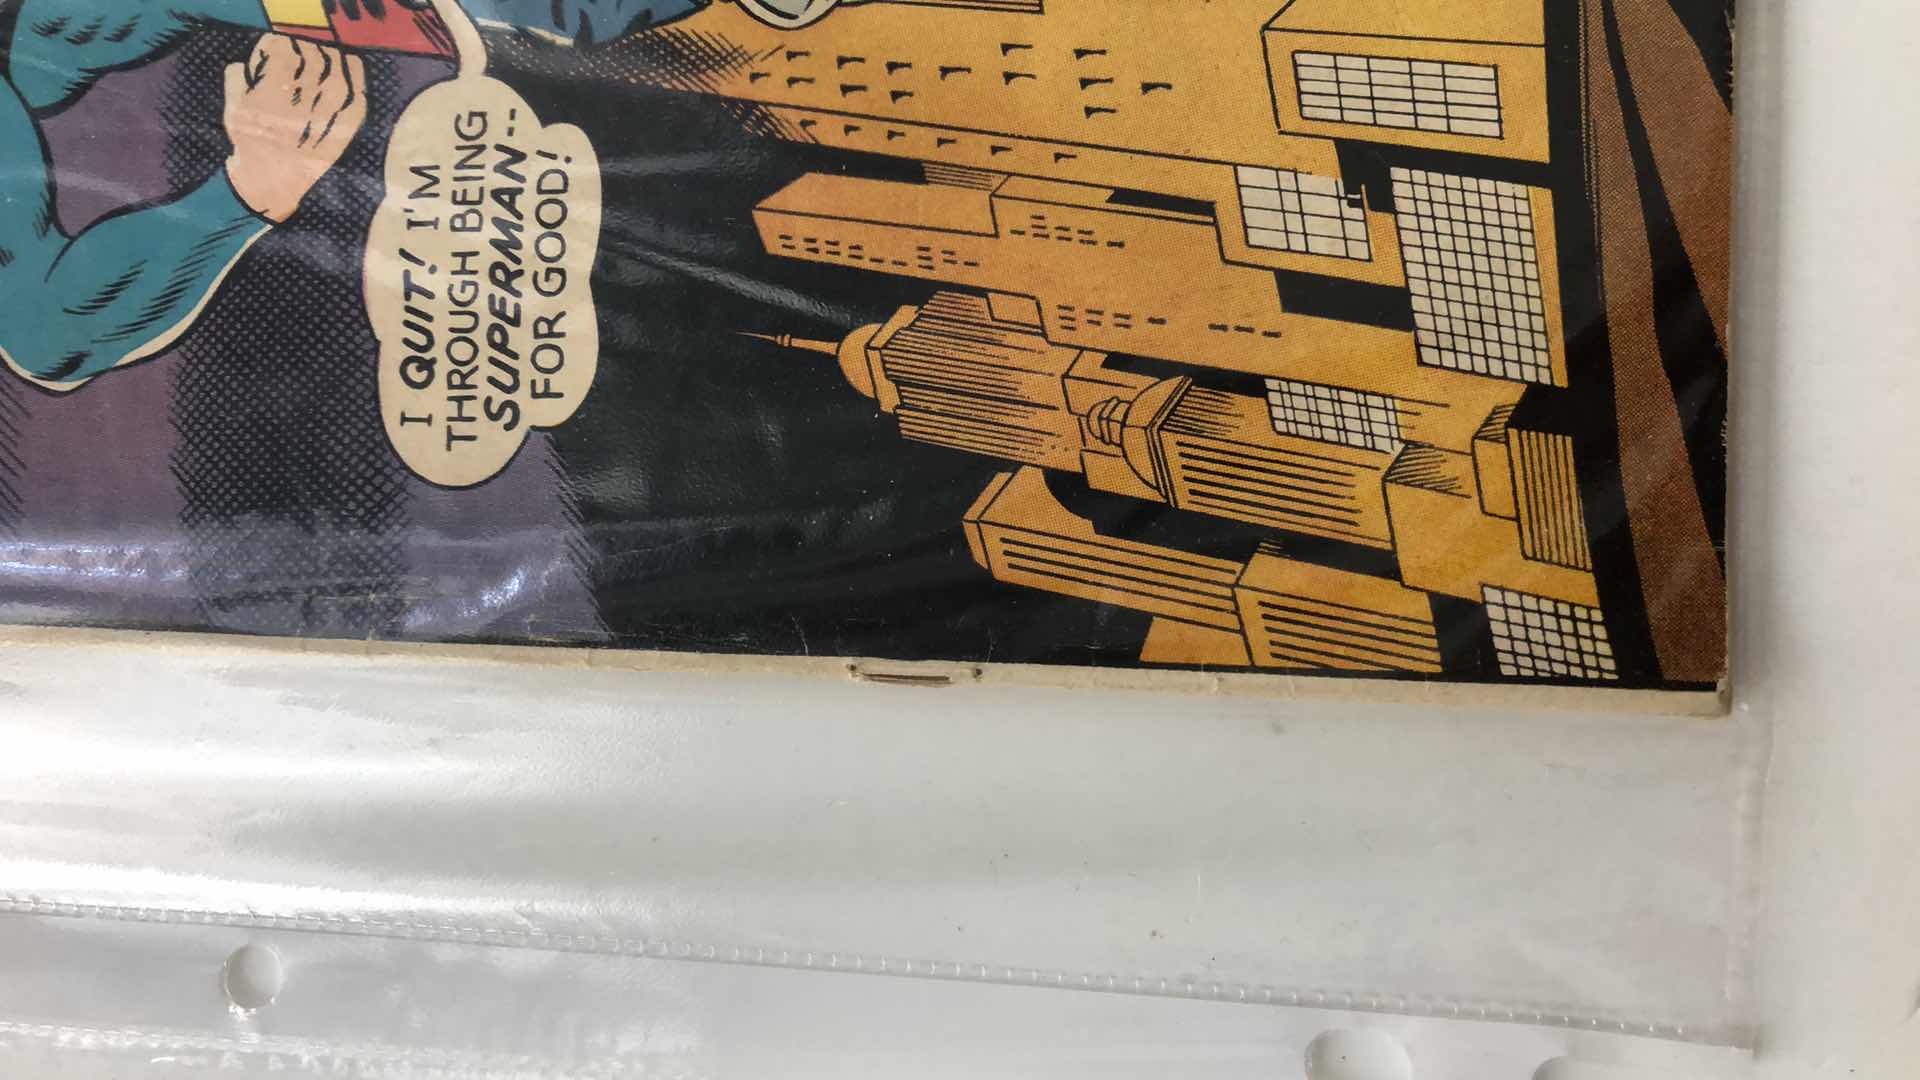 I QUIT! I'M
THROUGH BEING
SUPERMAN--
FOR GOOD!